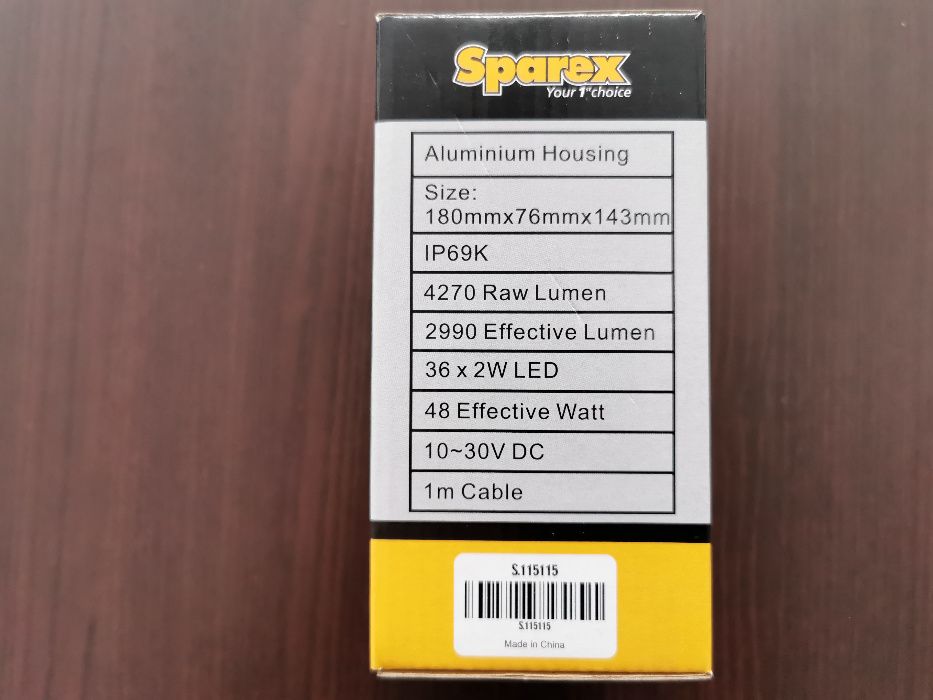 Sparex
Your 1st choice
Aluminium Housing
Size:
180mmx76mmx143mm
IP69K
4270 Raw Lumen
2990 Effective Lumen
36 x 2W LED
48 Effective Watt
10~30V DC
1m Cable
S.115115
S.115115
Made in China